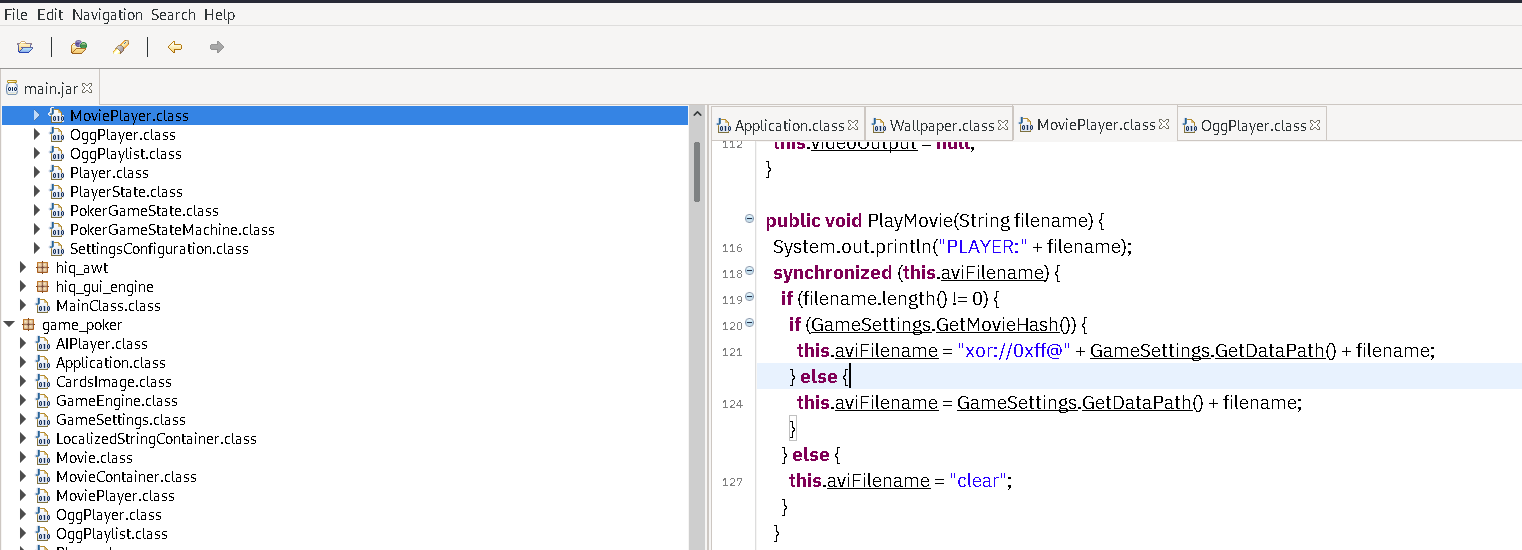 File Edit Navigation Search Help
main.jar
MoviePlayer.class
OggPlayer.class
OggPlaylist.class
Player.class
PlayerState.class
PokerGameState.class
PokerGameStateMachine.class
SettingsConfiguration.class
hiq_awt
hiq_gui_engine
MainClass.class
game_poker
AIPlayer.class
Application.class
CardsImage.class
GameEngine.class
GameSettings.class
LocalizedStringContainer.class
Movie.class
MovieContainer.class
MoviePlayer.class
OggPlayer.class
OggPlaylist.class
Application.class Wallpaper.class MoviePlayer.class OggPlayer.class
112 this.videoOutput = null;
}
public void PlayMovie(String filename) {
116 System.out.println("PLAYER:" + filename);
118 synchronized (this.aviFilename) {
119 if (filename.length() != 0) {
120 if (GameSettings.GetMovieHash()) {
121 this.aviFilename = "xor://0xff@" + GameSettings.GetDataPath() + filename;
} else {
124 this.aviFilename = GameSettings.GetDataPath() + filename;
}
} else {
127 this.aviFilename = "clear";
}
}